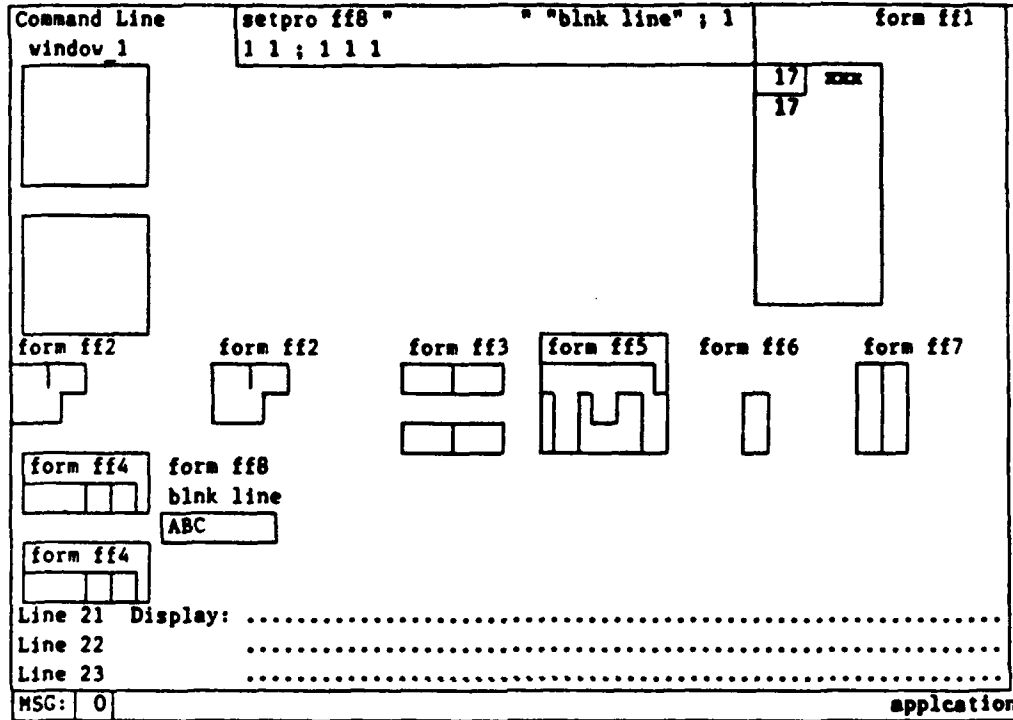 Command Line setpro ff8 "          " "blnk line" ; 1 form ff1
window_1 1 1 ; 1 1 1
17 xxx
17
form ff2 form ff2 form ff3 form ff5 form ff6 form ff7
form ff4 form ff8
blnk line
ABC
form ff4
Line 21 Display: ............................................................
Line 22 ............................................................
Line 23 ............................................................
MSG: 0 applcation